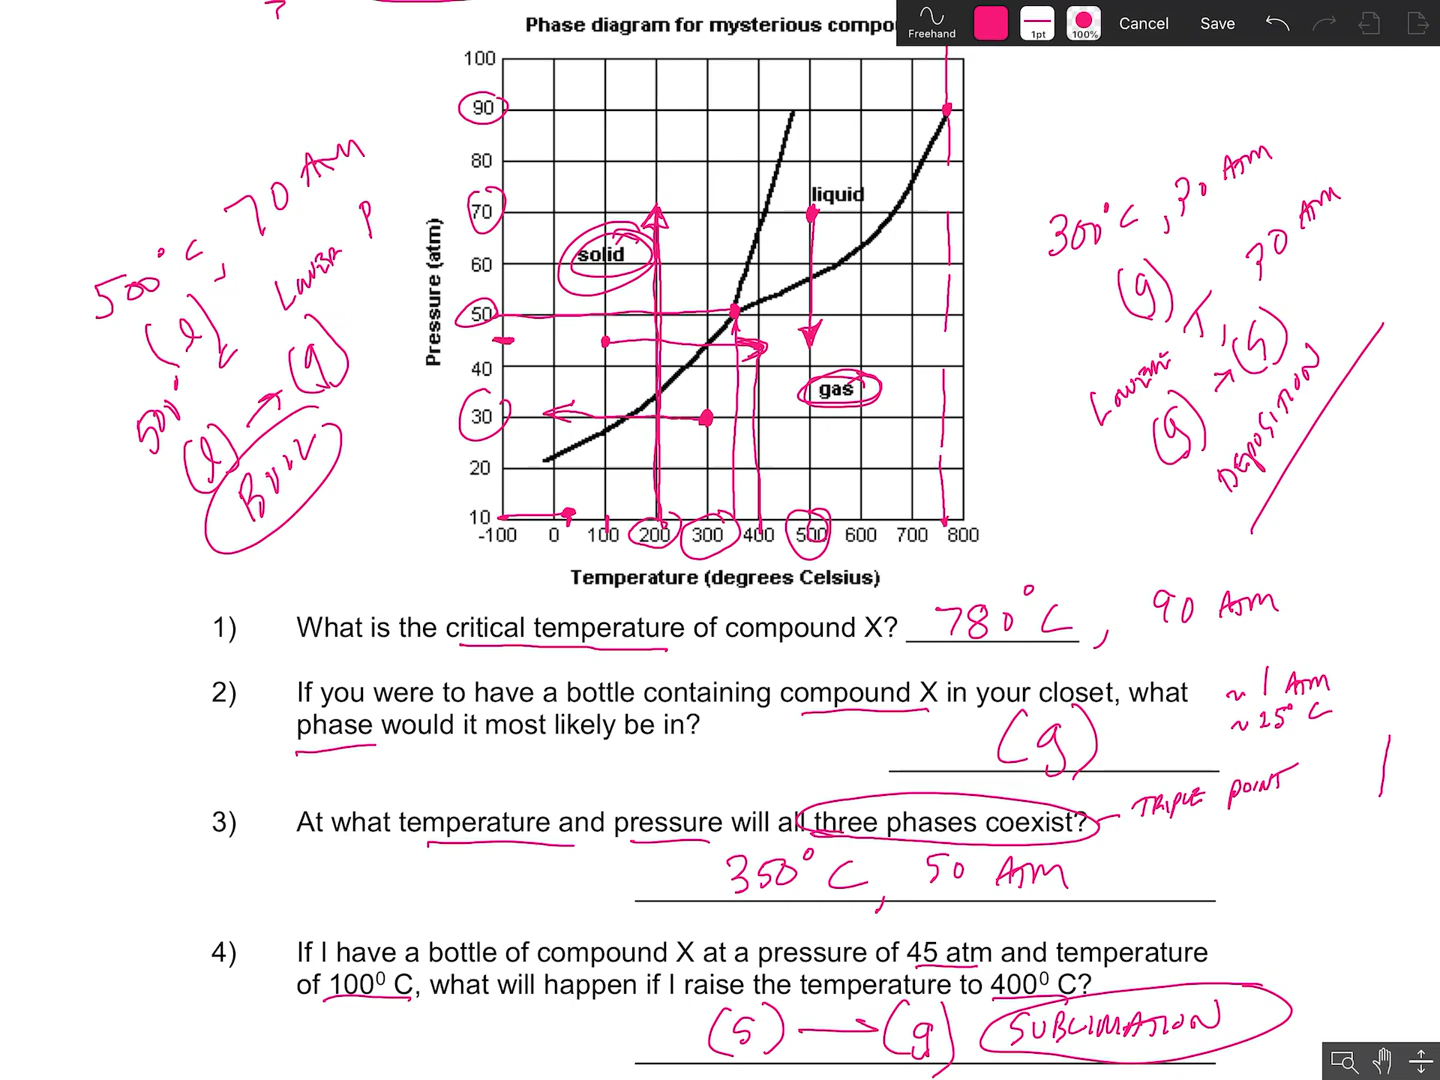 Freehand 1pt 100% Cancel Save
Phase diagram for mysterious compo
100
90
80
70
60
50
40
30
20
10
Pressure (atm)
-100 0 100 200 300 400 500 600 700 800
Temperature (degrees Celsius)
solid
liquid
gas
500°C, 70 ATM
(l)
LOWER P
500°
(l) → (g)
BOIL
300°C, 30 ATM
(g)
LOWER T, 30 ATM
(g) → (S)
DEPOSITION
1) What is the critical temperature of compound X? 780°C, 90 ATM
2) If you were to have a bottle containing compound X in your closet, what
phase would it most likely be in? (g)
~ 1 ATM
~ 25°C
3) At what temperature and pressure will all three phases coexist? TRIPLE POINT
350°C, 50 ATM
4) If I have a bottle of compound X at a pressure of 45 atm and temperature
of 100⁰ C, what will happen if I raise the temperature to 400⁰ C?
(S) → (g) SUBLIMATION